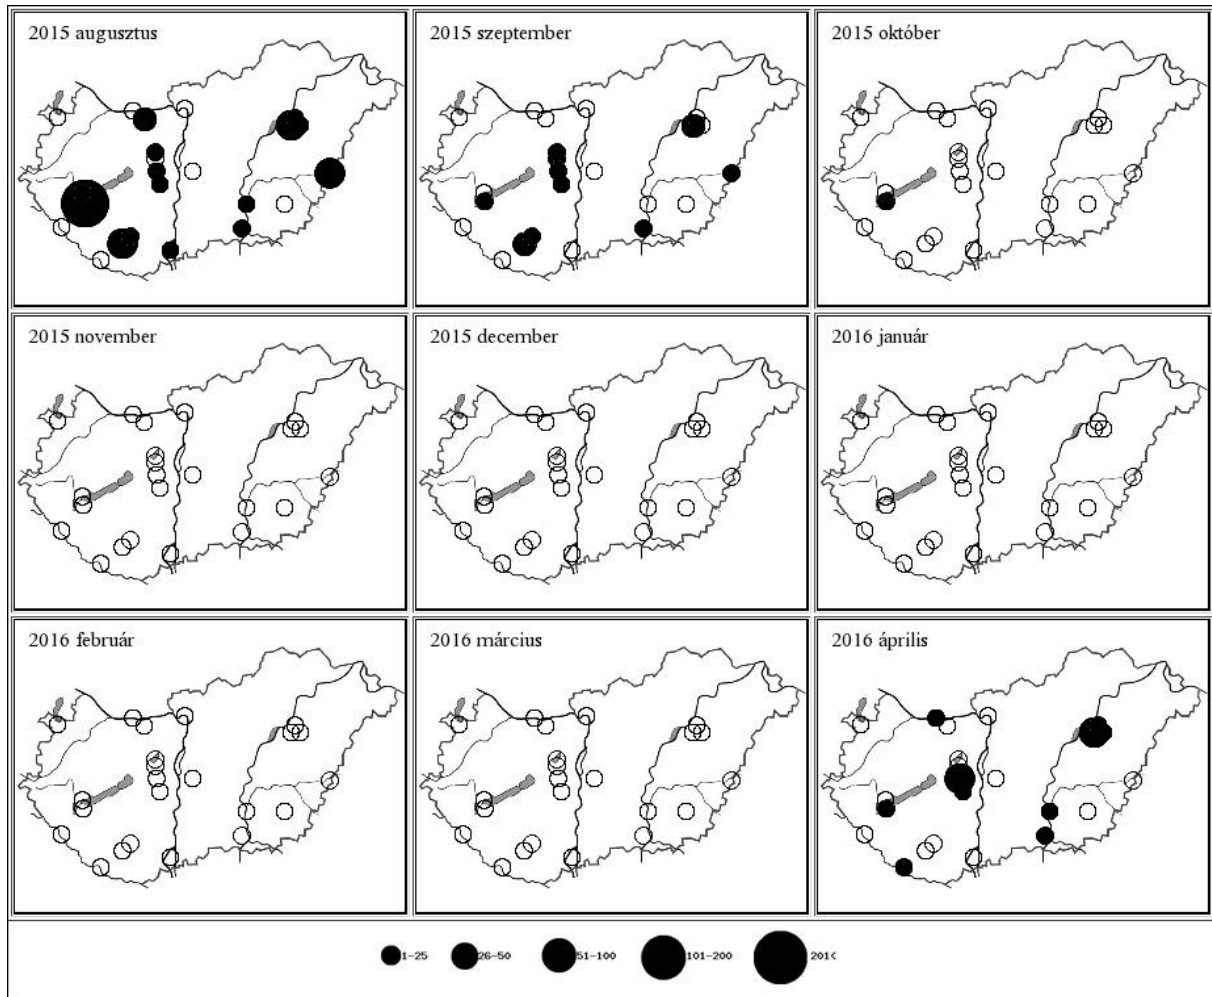 2015 augusztus
2015 szeptember
2015 október
2015 november
2015 december
2016 január
2016 február
2016 március
2016 április
1-25
26-50
51-100
101-200
201<